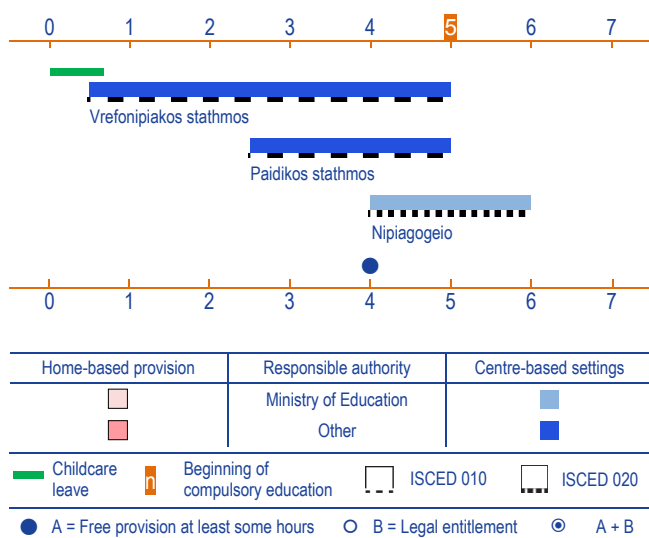 0 1 2 3 4 5 6 7
Vrefonipiakos stathmos
Paidikos stathmos
Nipiagogeio
0 1 2 3 4 5 6 7
Home-based provision Responsible authority Centre-based settings
Ministry of Education
Other
Childcare leave
n Beginning of compulsory education
ISCED 010
ISCED 020
A = Free provision at least some hours B = Legal entitlement A + B